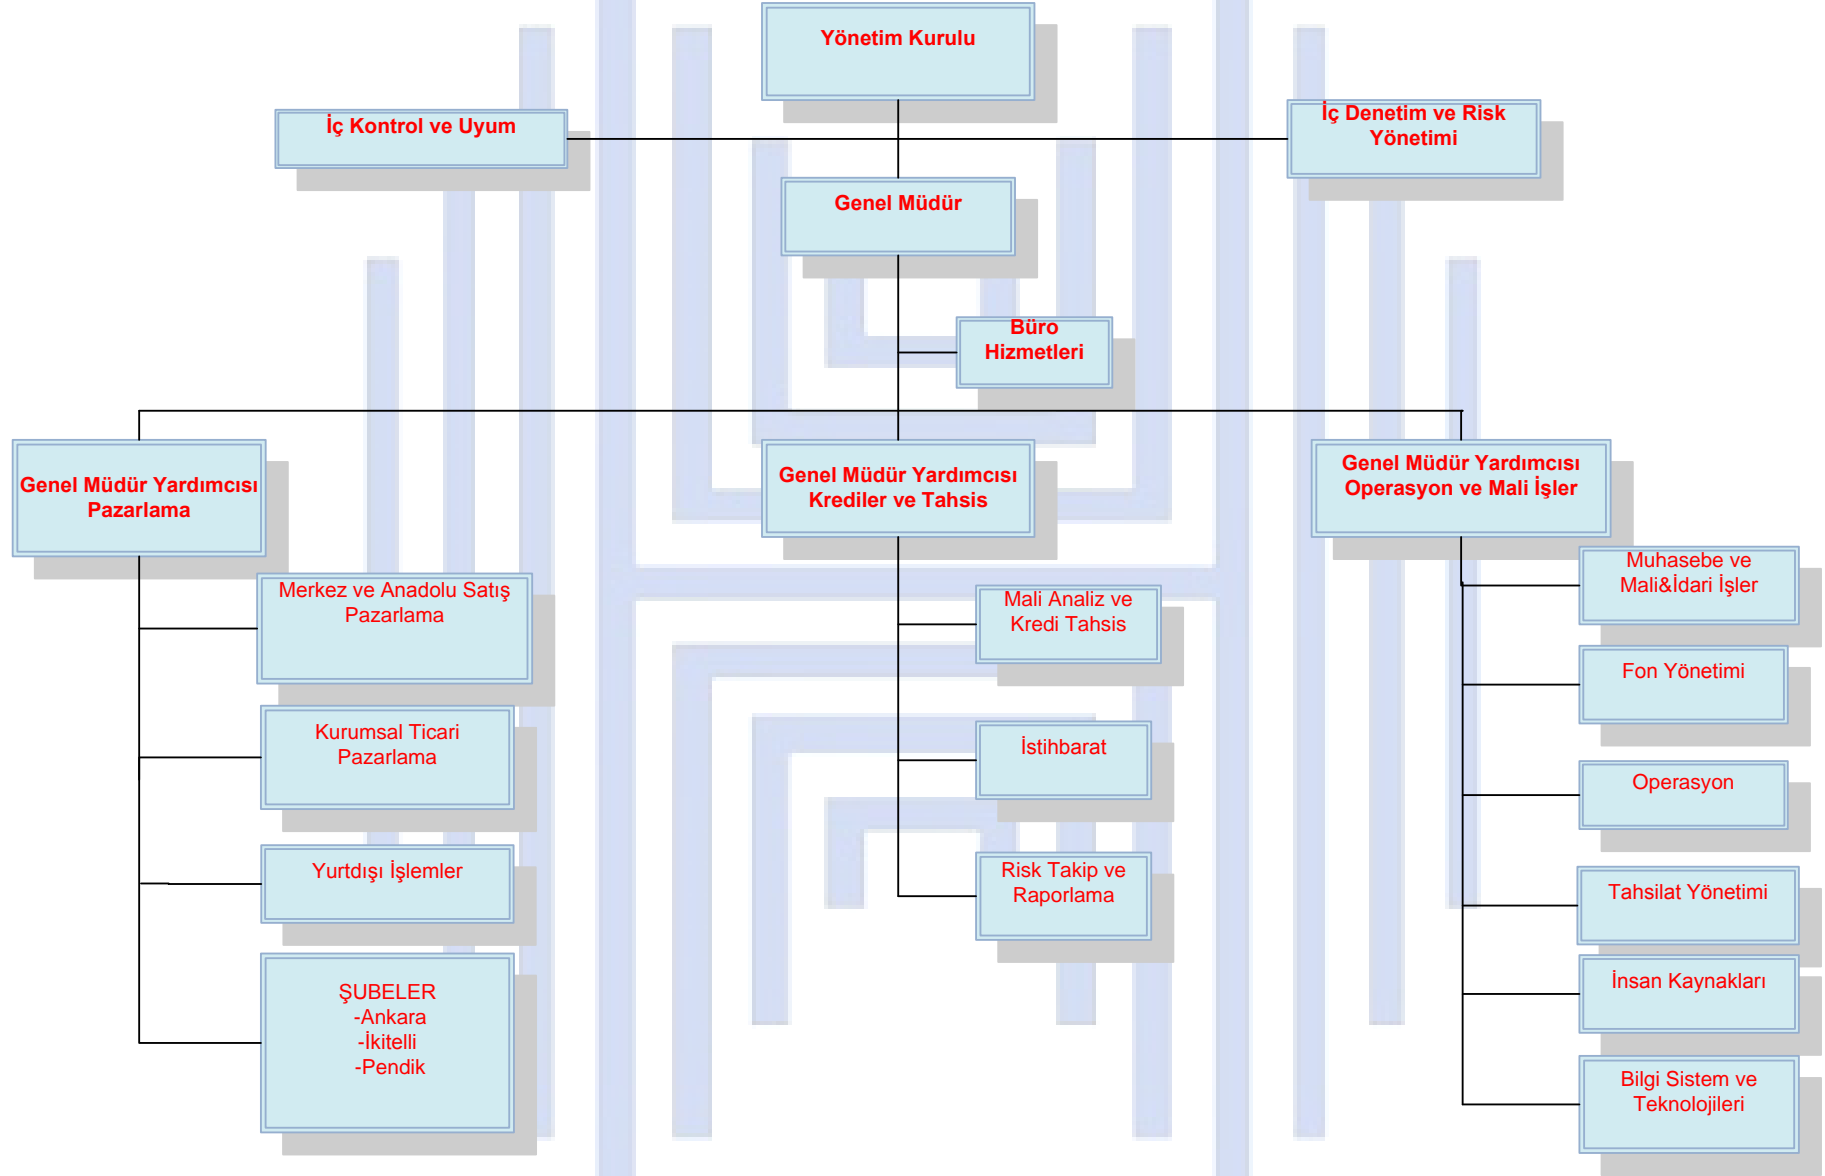 Yönetim Kurulu
İç Kontrol ve Uyum
İç Denetim ve Risk
Yönetimi
Genel Müdür
Büro
Hizmetleri
Genel Müdür Yardımcısı
Pazarlama
Genel Müdür Yardımcısı
Krediler ve Tahsis
Genel Müdür Yardımcısı
Operasyon ve Mali İşler
Merkez ve Anadolu Satış
Pazarlama
Kurumsal Ticari
Pazarlama
Yurtdışı İşlemler
ŞUBELER
-Ankara
-İkitelli
-Pendik
Mali Analiz ve
Kredi Tahsis
İstihbarat
Risk Takip ve
Raporlama
Muhasebe ve
Mali&İdari İşler
Fon Yönetimi
Operasyon
Tahsilat Yönetimi
İnsan Kaynakları
Bilgi Sistem ve
Teknolojileri